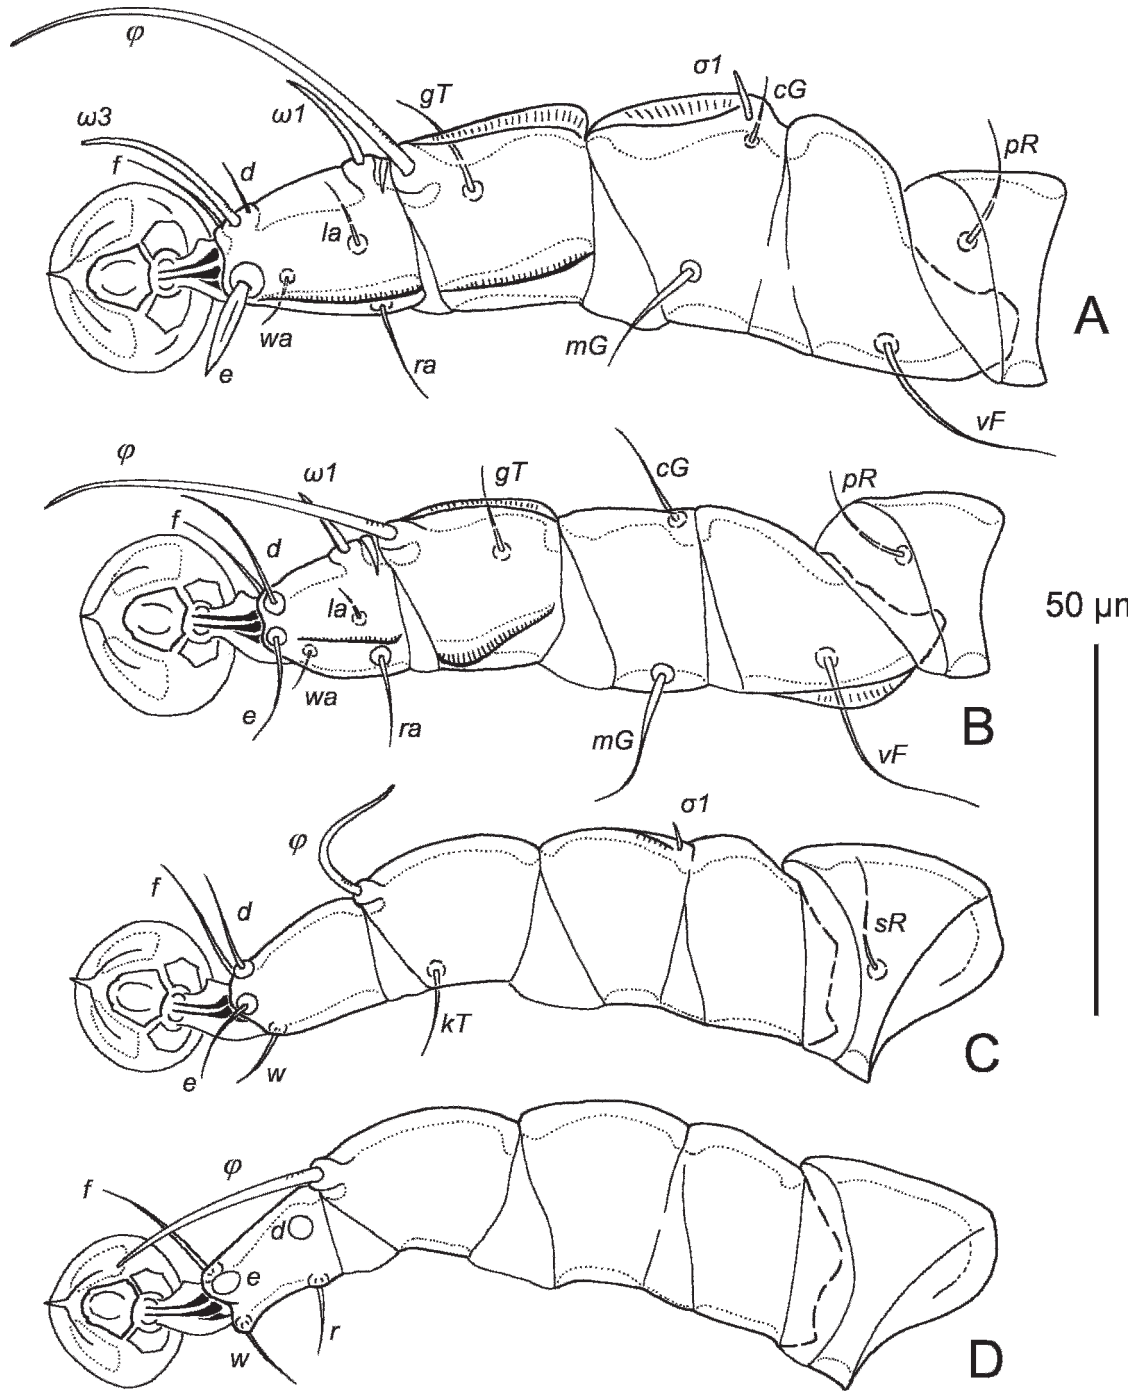 φ
σ1
cG
gT
ω1
ω3
f
d
pR
la
A
wa
mG
e
ra
vF
φ
ω1
gT
cG
pR
f
d
la
50 µm
wa
e
ra
mG
B
vF
σ1
φ
f
d
sR
kT
C
e
w
φ
f
d
e
r
w
D